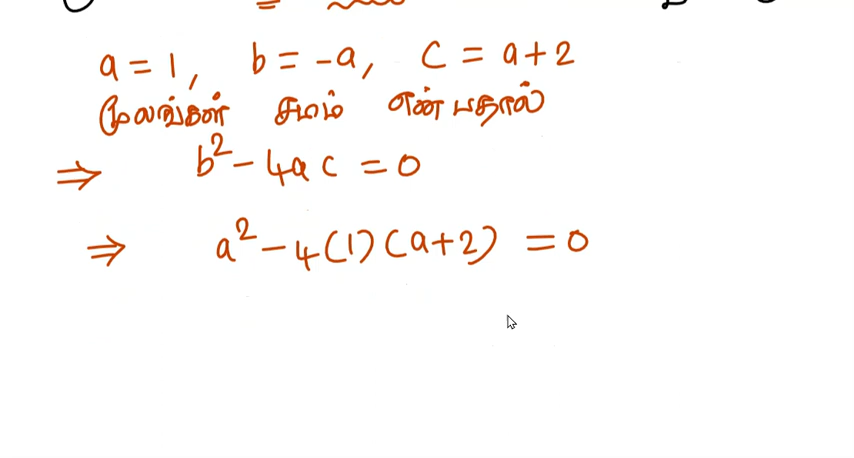 a = 1, b = -a, c = a+2
மூலங்கள் சமம் என்பதால்
⇒ b² - 4ac = 0
⇒ a² - 4(1)(a+2) = 0